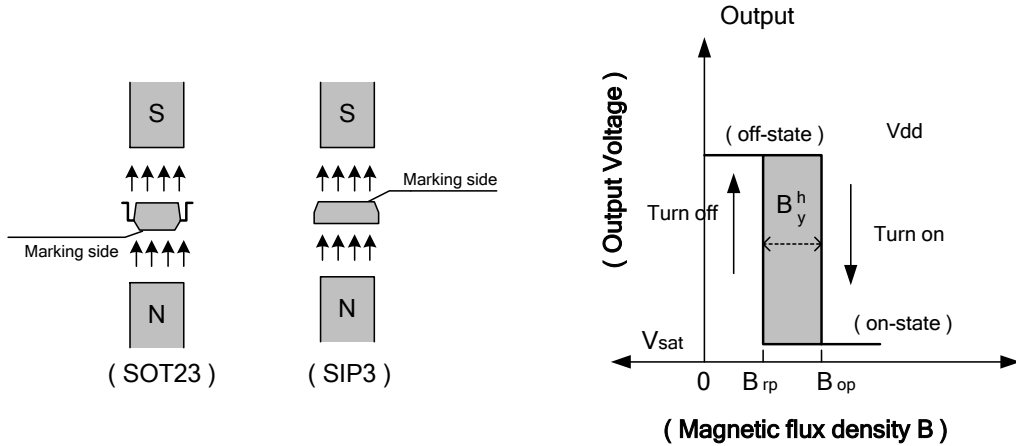 S
Marking side
N
( SOT23 )
S
Marking side
N
( SIP3 )
Output
( Output Voltage )
( off-state )
Vdd
Turn off
B h y
Turn on
( on-state )
Vsat
0
B rp
B op
( Magnetic flux density B )